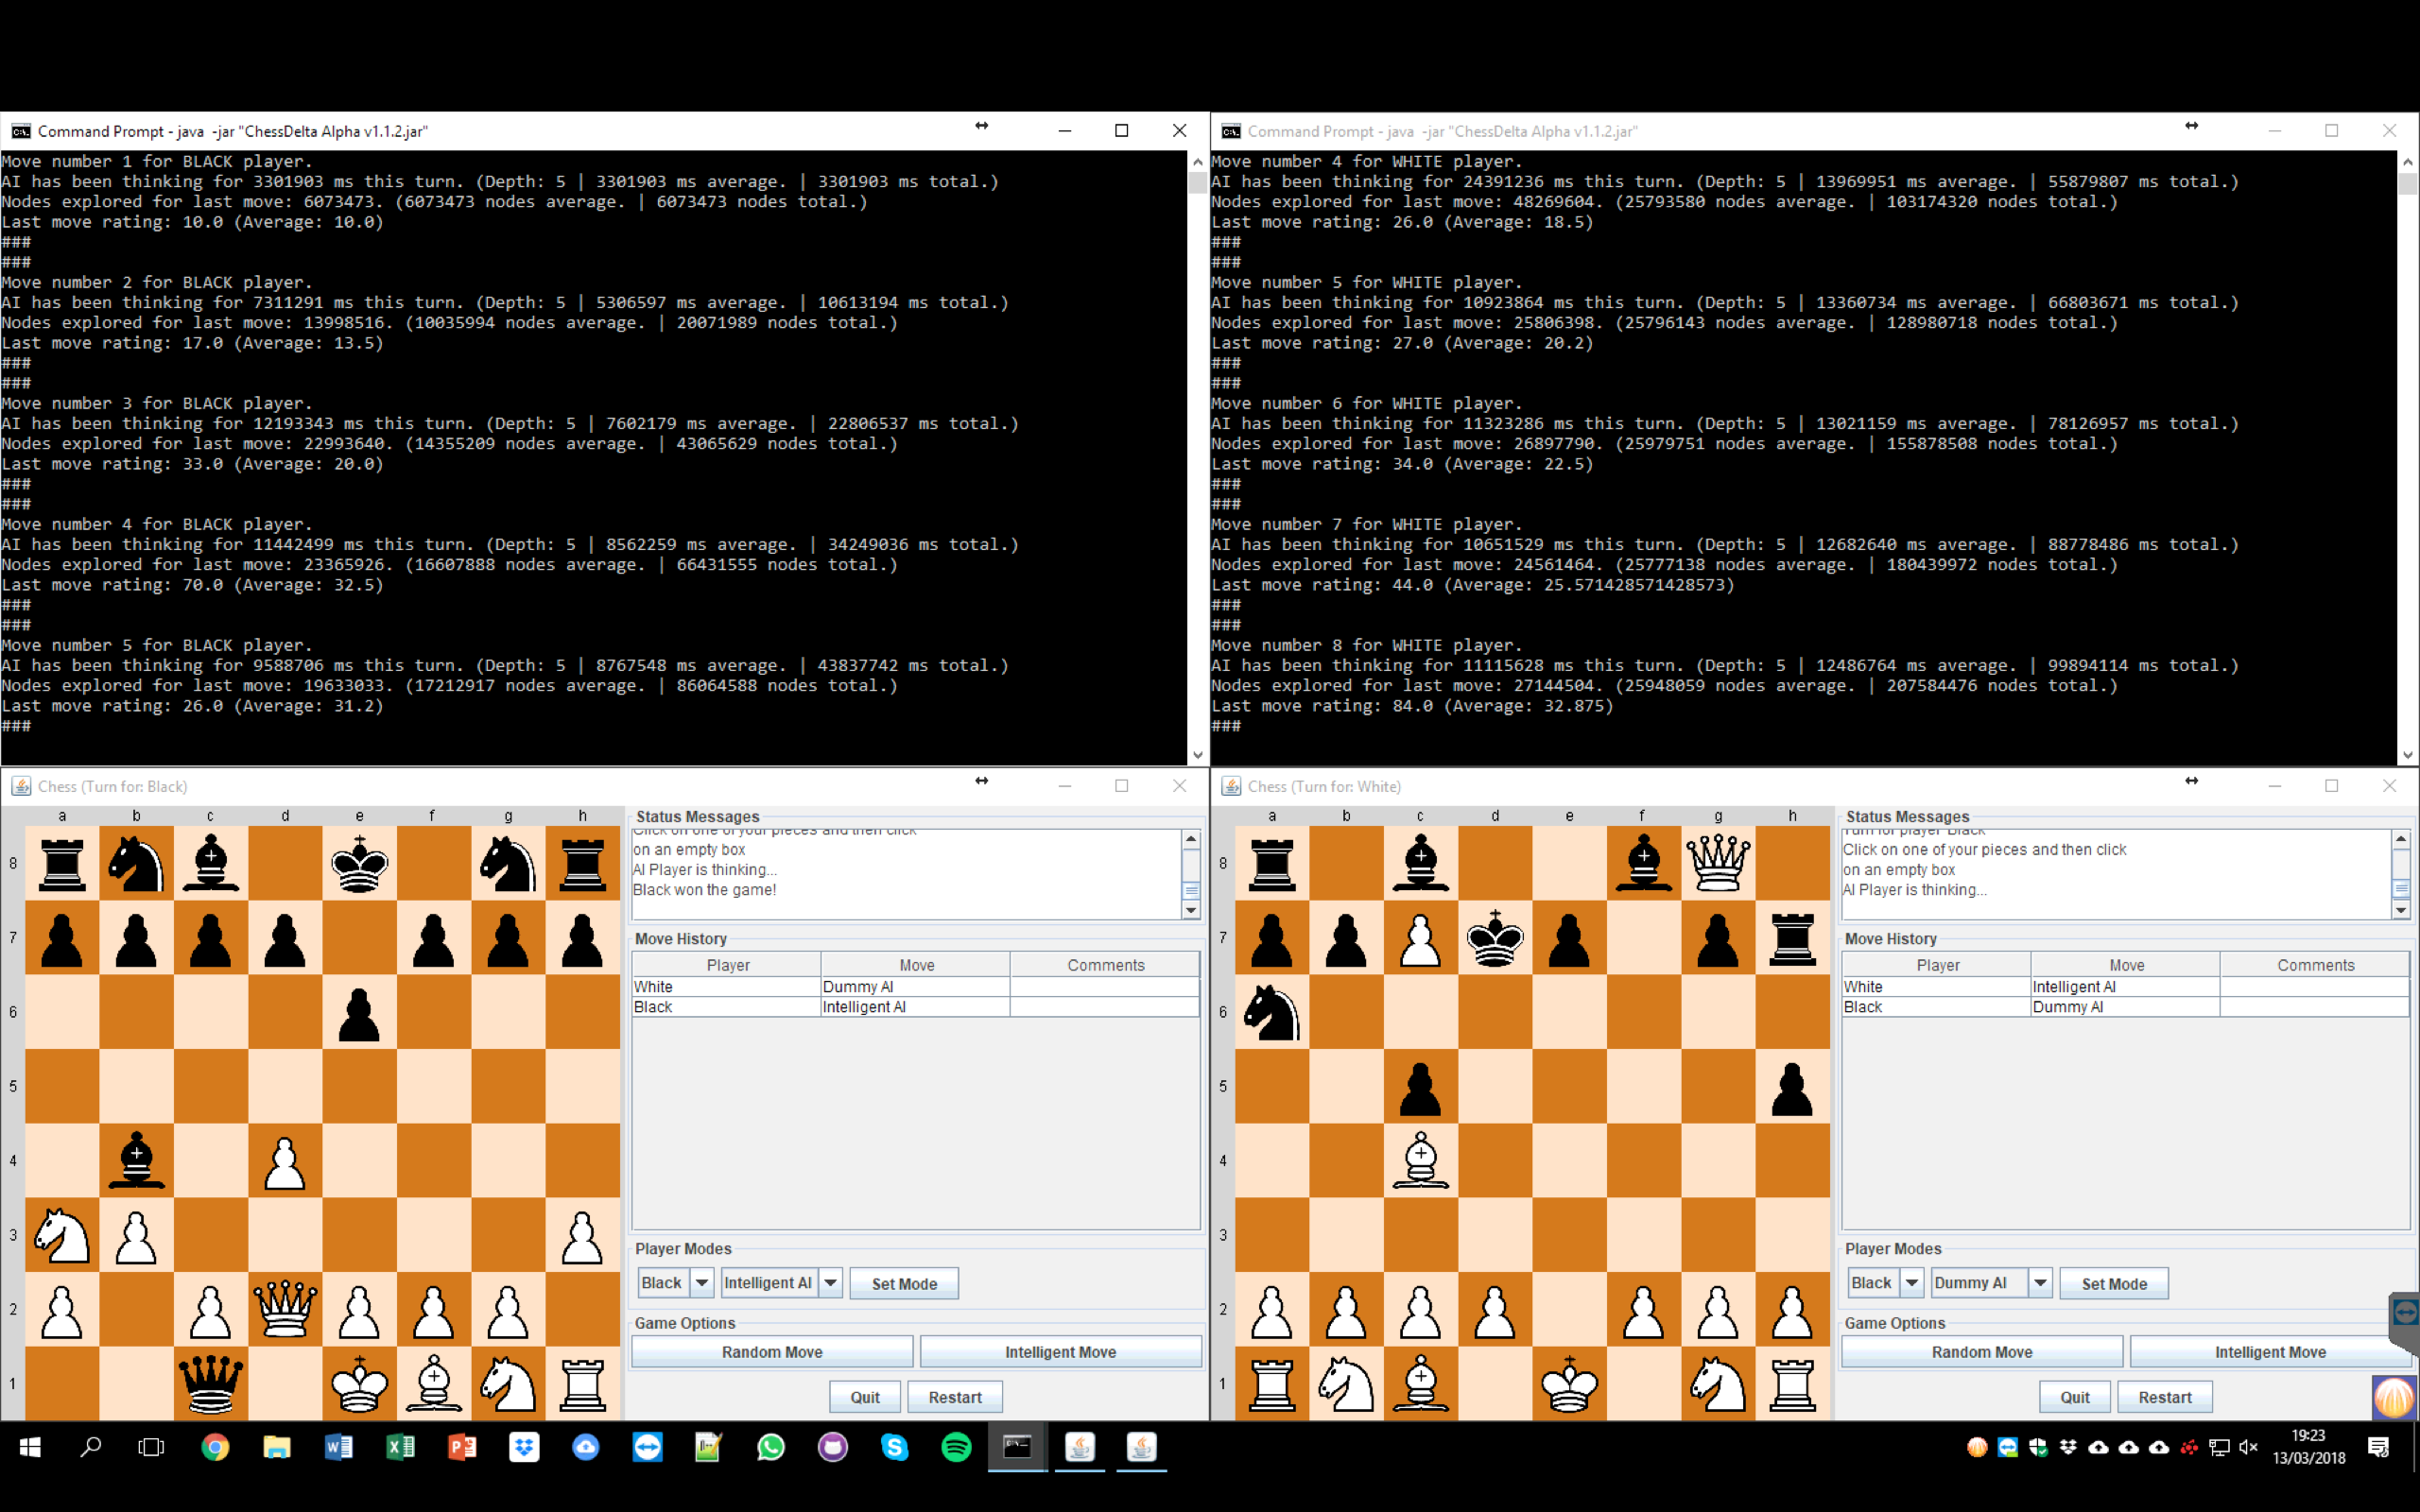 Command Prompt - java  -jar "ChessDelta Alpha v1.1.2.jar"
Move number 1 for BLACK player.
AI has been thinking for 3301903 ms this turn. (Depth: 5 | 3301903 ms average. | 3301903 ms total.)
Nodes explored for last move: 6073473. (6073473 nodes average. | 6073473 nodes total.)
Last move rating: 10.0 (Average: 10.0)
###
###
Move number 2 for BLACK player.
AI has been thinking for 7311291 ms this turn. (Depth: 5 | 5306597 ms average. | 10613194 ms total.)
Nodes explored for last move: 13998516. (10035994 nodes average. | 20071989 nodes total.)
Last move rating: 17.0 (Average: 13.5)
###
###
Move number 3 for BLACK player.
AI has been thinking for 12193343 ms this turn. (Depth: 5 | 7602179 ms average. | 22806537 ms total.)
Nodes explored for last move: 22993640. (14355209 nodes average. | 43065629 nodes total.)
Last move rating: 33.0 (Average: 20.0)
###
###
Move number 4 for BLACK player.
AI has been thinking for 11442499 ms this turn. (Depth: 5 | 8562259 ms average. | 34249036 ms total.)
Nodes explored for last move: 23365926. (16607888 nodes average. | 66431555 nodes total.)
Last move rating: 70.0 (Average: 32.5)
###
###
Move number 5 for BLACK player.
AI has been thinking for 9588706 ms this turn. (Depth: 5 | 8767548 ms average. | 43837742 ms total.)
Nodes explored for last move: 19633033. (17212917 nodes average. | 86064588 nodes total.)
Last move rating: 26.0 (Average: 31.2)
###
Command Prompt - java  -jar "ChessDelta Alpha v1.1.2.jar"
Move number 4 for WHITE player.
AI has been thinking for 24391236 ms this turn. (Depth: 5 | 13969951 ms average. | 55879807 ms total.)
Nodes explored for last move: 48269604. (25793580 nodes average. | 103174320 nodes total.)
Last move rating: 26.0 (Average: 18.5)
###
###
Move number 5 for WHITE player.
AI has been thinking for 10923864 ms this turn. (Depth: 5 | 13360734 ms average. | 66803671 ms total.)
Nodes explored for last move: 25806398. (25796143 nodes average. | 128980718 nodes total.)
Last move rating: 27.0 (Average: 20.2)
###
###
Move number 6 for WHITE player.
AI has been thinking for 11323286 ms this turn. (Depth: 5 | 13021159 ms average. | 78126957 ms total.)
Nodes explored for last move: 26897790. (25979751 nodes average. | 155878508 nodes total.)
Last move rating: 34.0 (Average: 22.5)
###
###
Move number 7 for WHITE player.
AI has been thinking for 10651529 ms this turn. (Depth: 5 | 12682640 ms average. | 88778486 ms total.)
Nodes explored for last move: 24561464. (25777138 nodes average. | 180439972 nodes total.)
Last move rating: 44.0 (Average: 25.571428571428573)
###
###
Move number 8 for WHITE player.
AI has been thinking for 11115628 ms this turn. (Depth: 5 | 12486764 ms average. | 99894114 ms total.)
Nodes explored for last move: 27144504. (25948059 nodes average. | 207584476 nodes total.)
Last move rating: 84.0 (Average: 32.875)
###
Chess (Turn for: Black)
a b c d e f g h
8
7
6
5
4
3
2
1
Status Messages
Click on one of your pieces and then click
on an empty box
AI Player is thinking...
Black won the game!
Move History
Player Move Comments
White Dummy AI
Black Intelligent AI
Player Modes
Black Intelligent AI Set Mode
Game Options
Random Move Intelligent Move
Quit Restart
Chess (Turn for: White)
a b c d e f g h
8
7
6
5
4
3
2
1
Status Messages
Turn for player Black
Click on one of your pieces and then click
on an empty box
AI Player is thinking...
Move History
Player Move Comments
White Intelligent AI
Black Dummy AI
Player Modes
Black Dummy AI Set Mode
Game Options
Random Move Intelligent Move
Quit Restart
19:23
13/03/2018